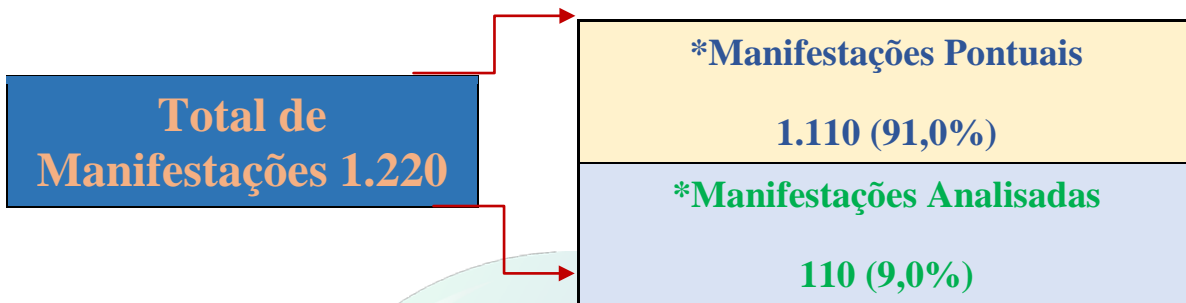 Total de
Manifestações 1.220
*Manifestações Pontuais
1.110 (91,0%)
*Manifestações Analisadas
110 (9,0%)